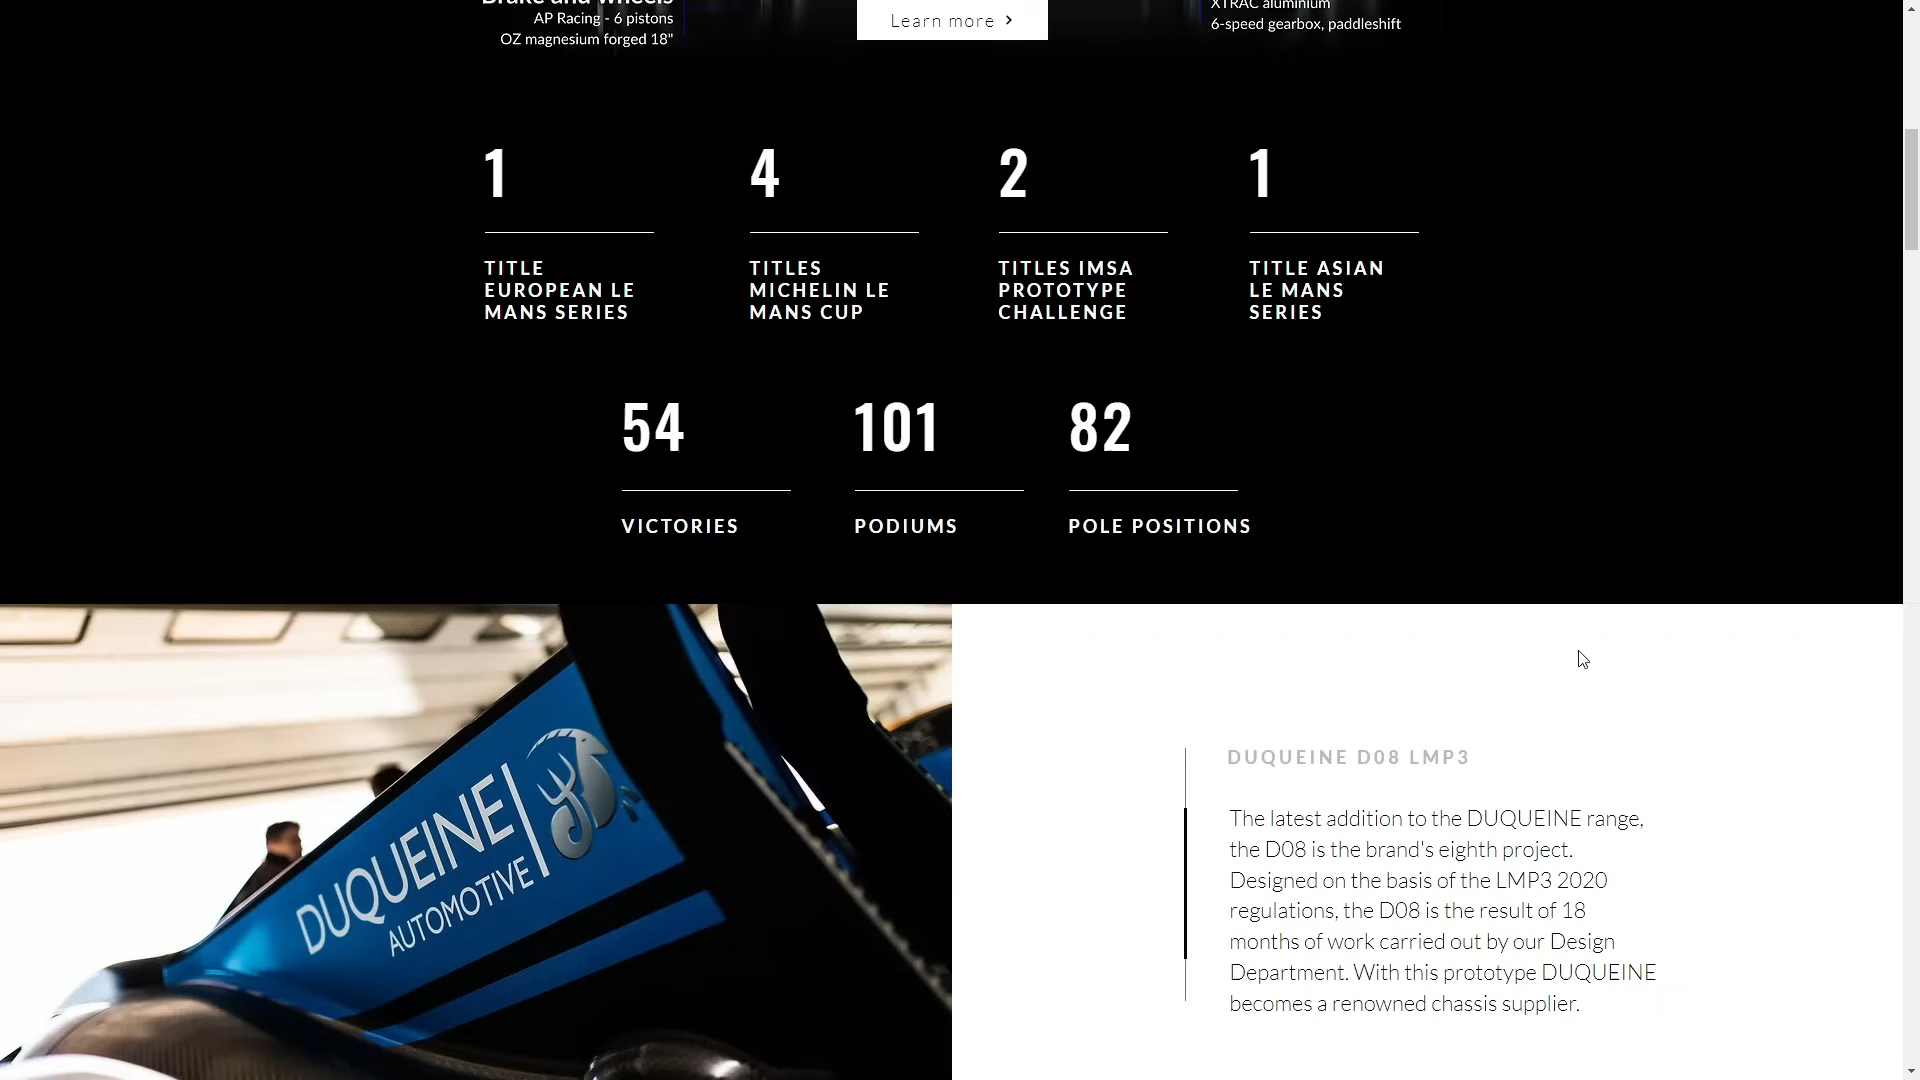 Brake and wheels
AP Racing - 6 pistons
OZ magnesium forged 18"
Learn more
XTRAC aluminium
6-speed gearbox, paddleshift
1
TITLE
EUROPEAN LE
MANS SERIES
4
TITLES
MICHELIN LE
MANS CUP
2
TITLES IMSA
PROTOTYPE
CHALLENGE
1
TITLE ASIAN
LE MANS
SERIES
54
VICTORIES
101
PODIUMS
82
POLE POSITIONS
DUQUEINE
AUTOMOTIVE
DUQUEINE D08 LMP3
The latest addition to the DUQUEINE range,
the D08 is the brand's eighth project.
Designed on the basis of the LMP3 2020
regulations, the D08 is the result of 18
months of work carried out by our Design
Department. With this prototype DUQUEINE
becomes a renowned chassis supplier.